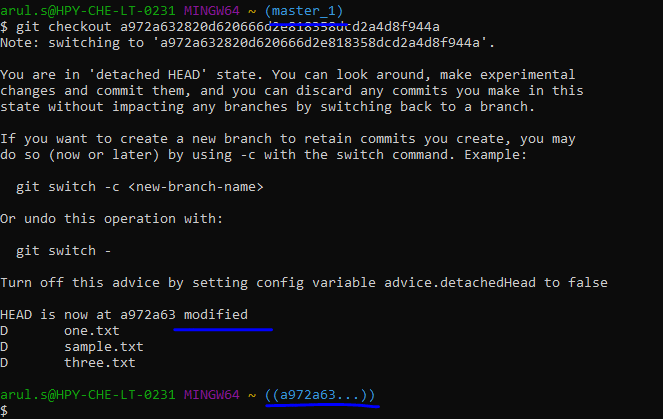 arul.s@HPY-CHE-LT-0231 MINGW64 ~ (master_1)
$ git checkout a972a632820d620666d2e818358dcd2a4d8f944a
Note: switching to 'a972a632820d620666d2e818358dcd2a4d8f944a'.
You are in 'detached HEAD' state. You can look around, make experimental
changes and commit them, and you can discard any commits you make in this
state without impacting any branches by switching back to a branch.
If you want to create a new branch to retain commits you create, you may
do so (now or later) by using -c with the switch command. Example:
git switch -c <new-branch-name>
Or undo this operation with:
git switch -
Turn off this advice by setting config variable advice.detachedHead to false
HEAD is now at a972a63 modified
D       one.txt
D       sample.txt
D       three.txt
arul.s@HPY-CHE-LT-0231 MINGW64 ~ ((a972a63...))
$